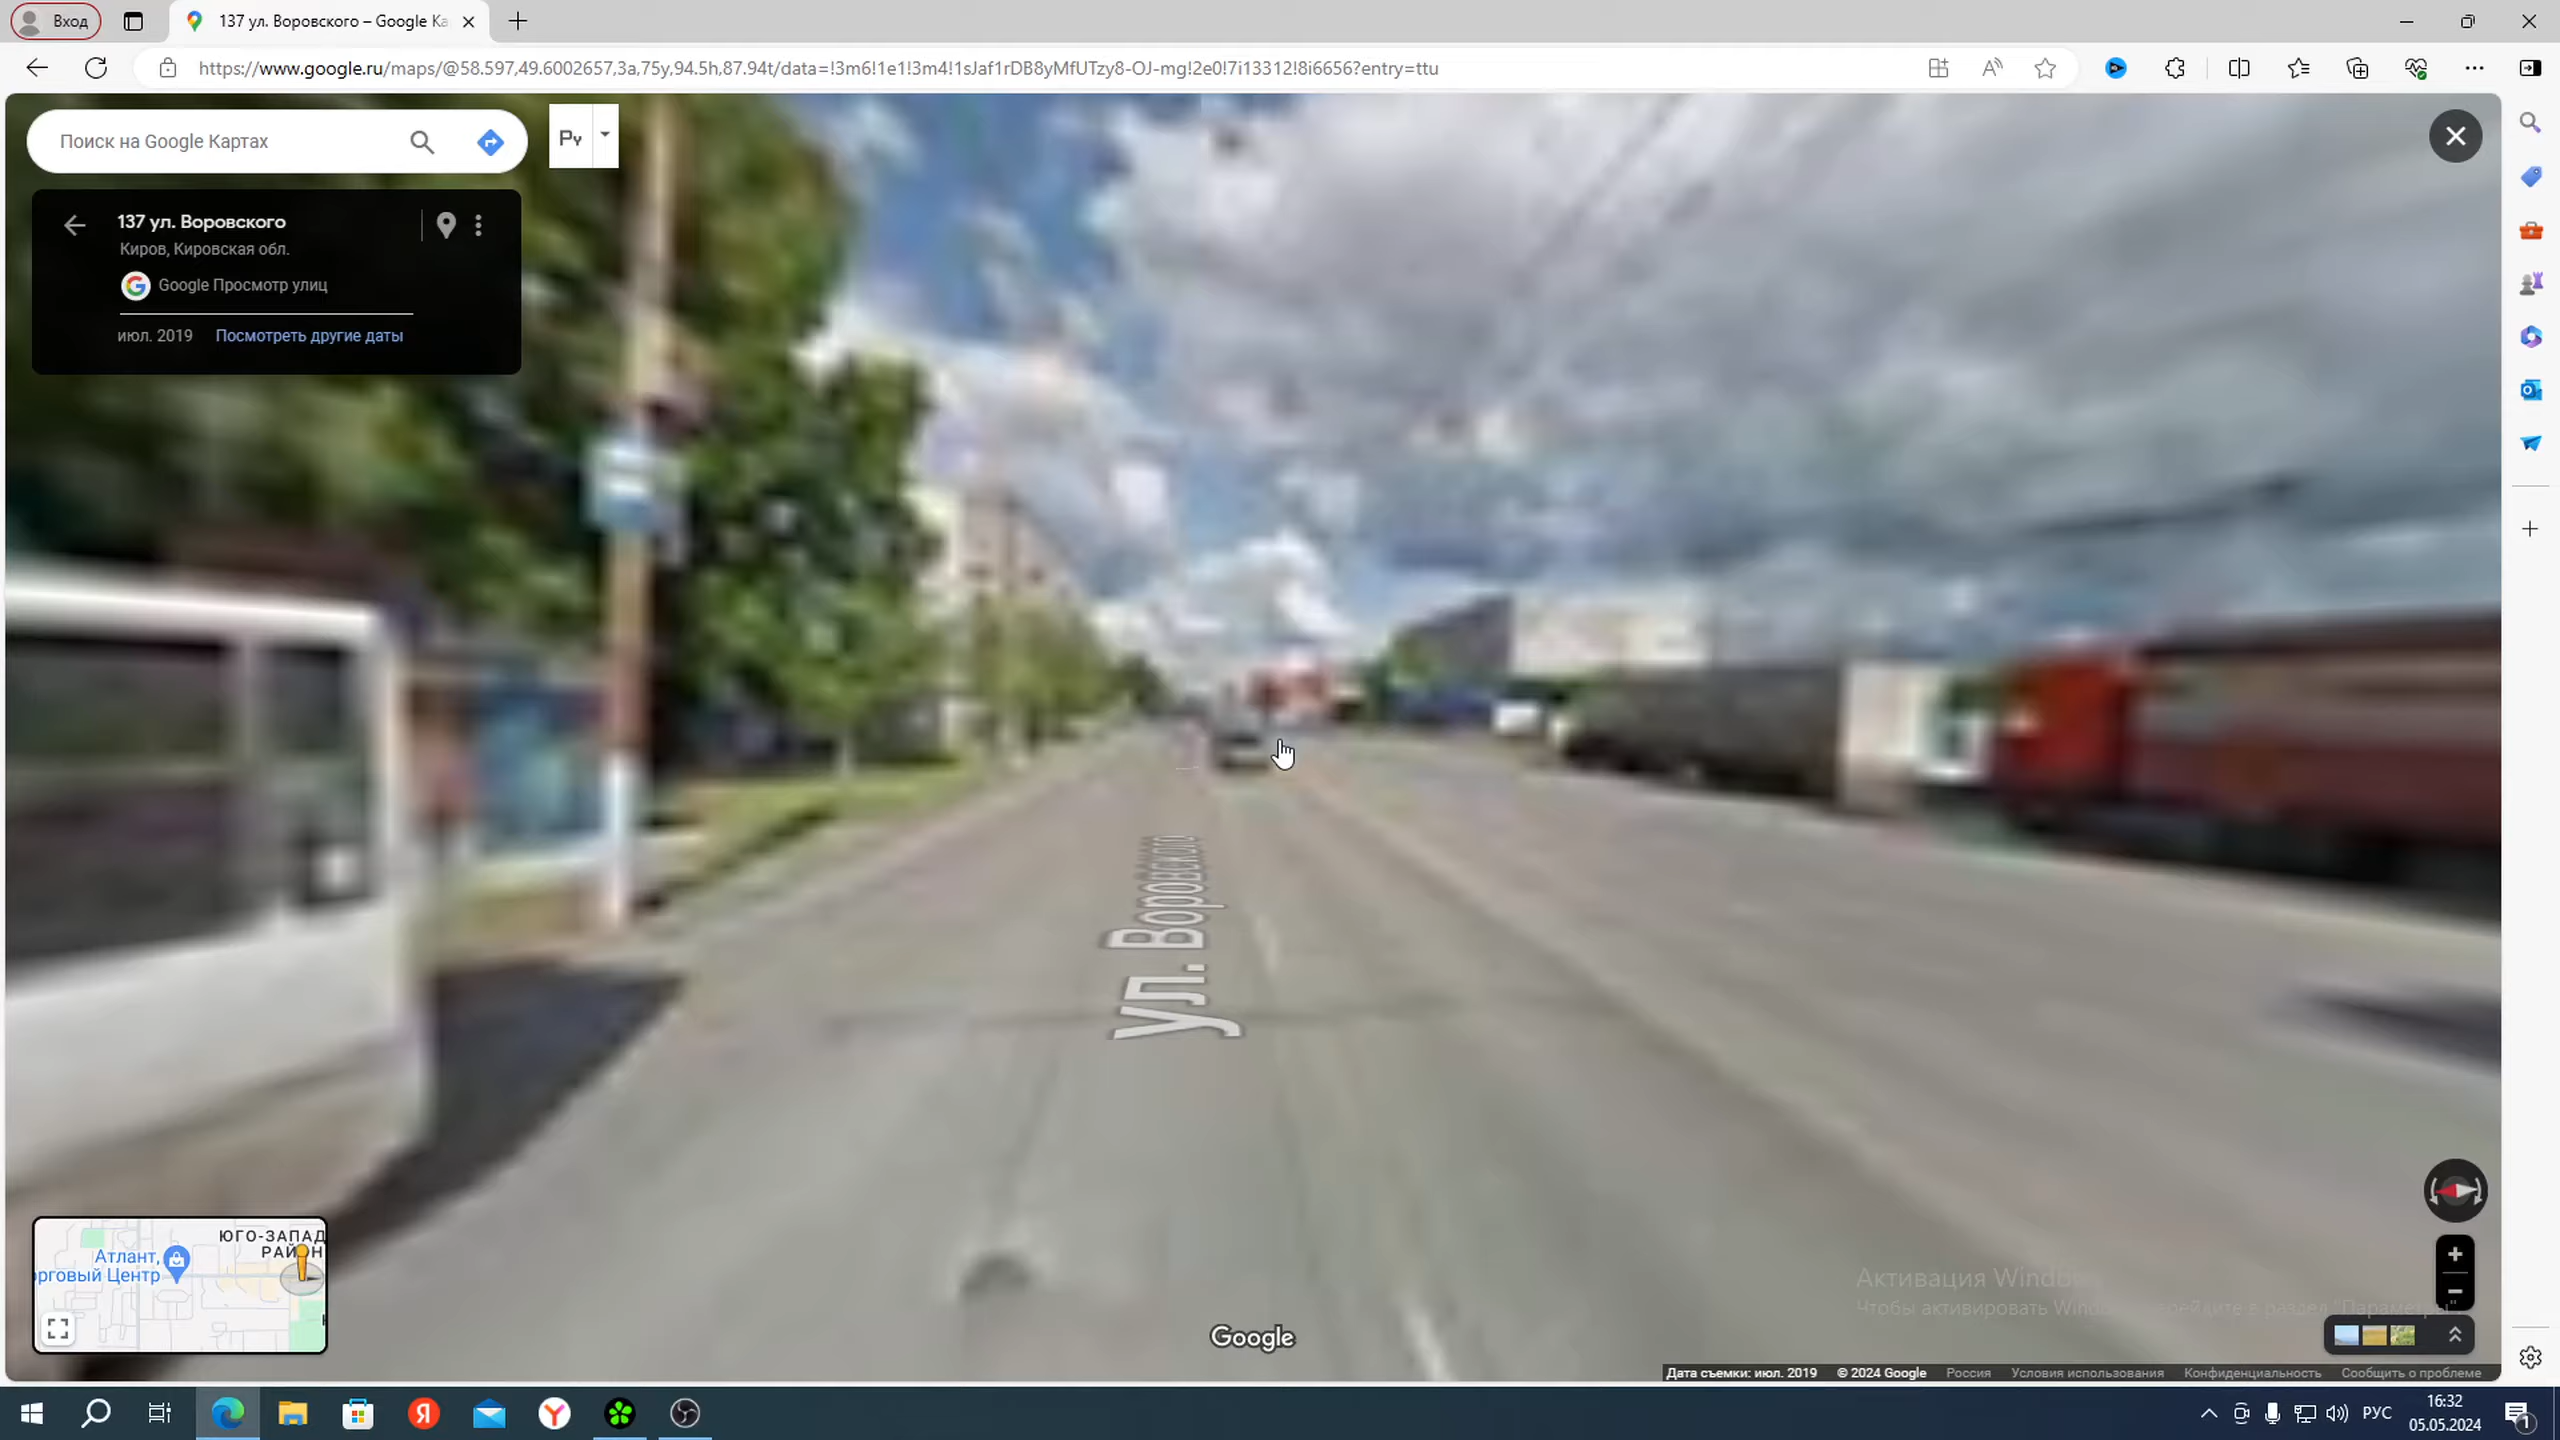 Вход
137 ул. Воровского – Google Ка
https://www.google.ru/maps/@58.597,49.6002657,3a,75y,94.5h,87.94t/data=!3m6!1e1!3m4!1sJaf1rDB8yMfUTzy8-OJ-mg!2e0!7i13312!8i6656?entry=ttu
Поиск на Google Картах
Ру
137 ул. Воровского
Киров, Кировская обл.
Google Просмотр улиц
июл. 2019 Посмотреть другие даты
ул. Воровского
ЮГО-ЗАПАД
РАЙОН
Атлант,
орговый Центр
Активация Windo
Google
Дата съемки: июл. 2019 © 2024 Google Россия Условия использования Конфиденциальность Сообщить о проблеме
РУС
16:32
05.05.2024
1